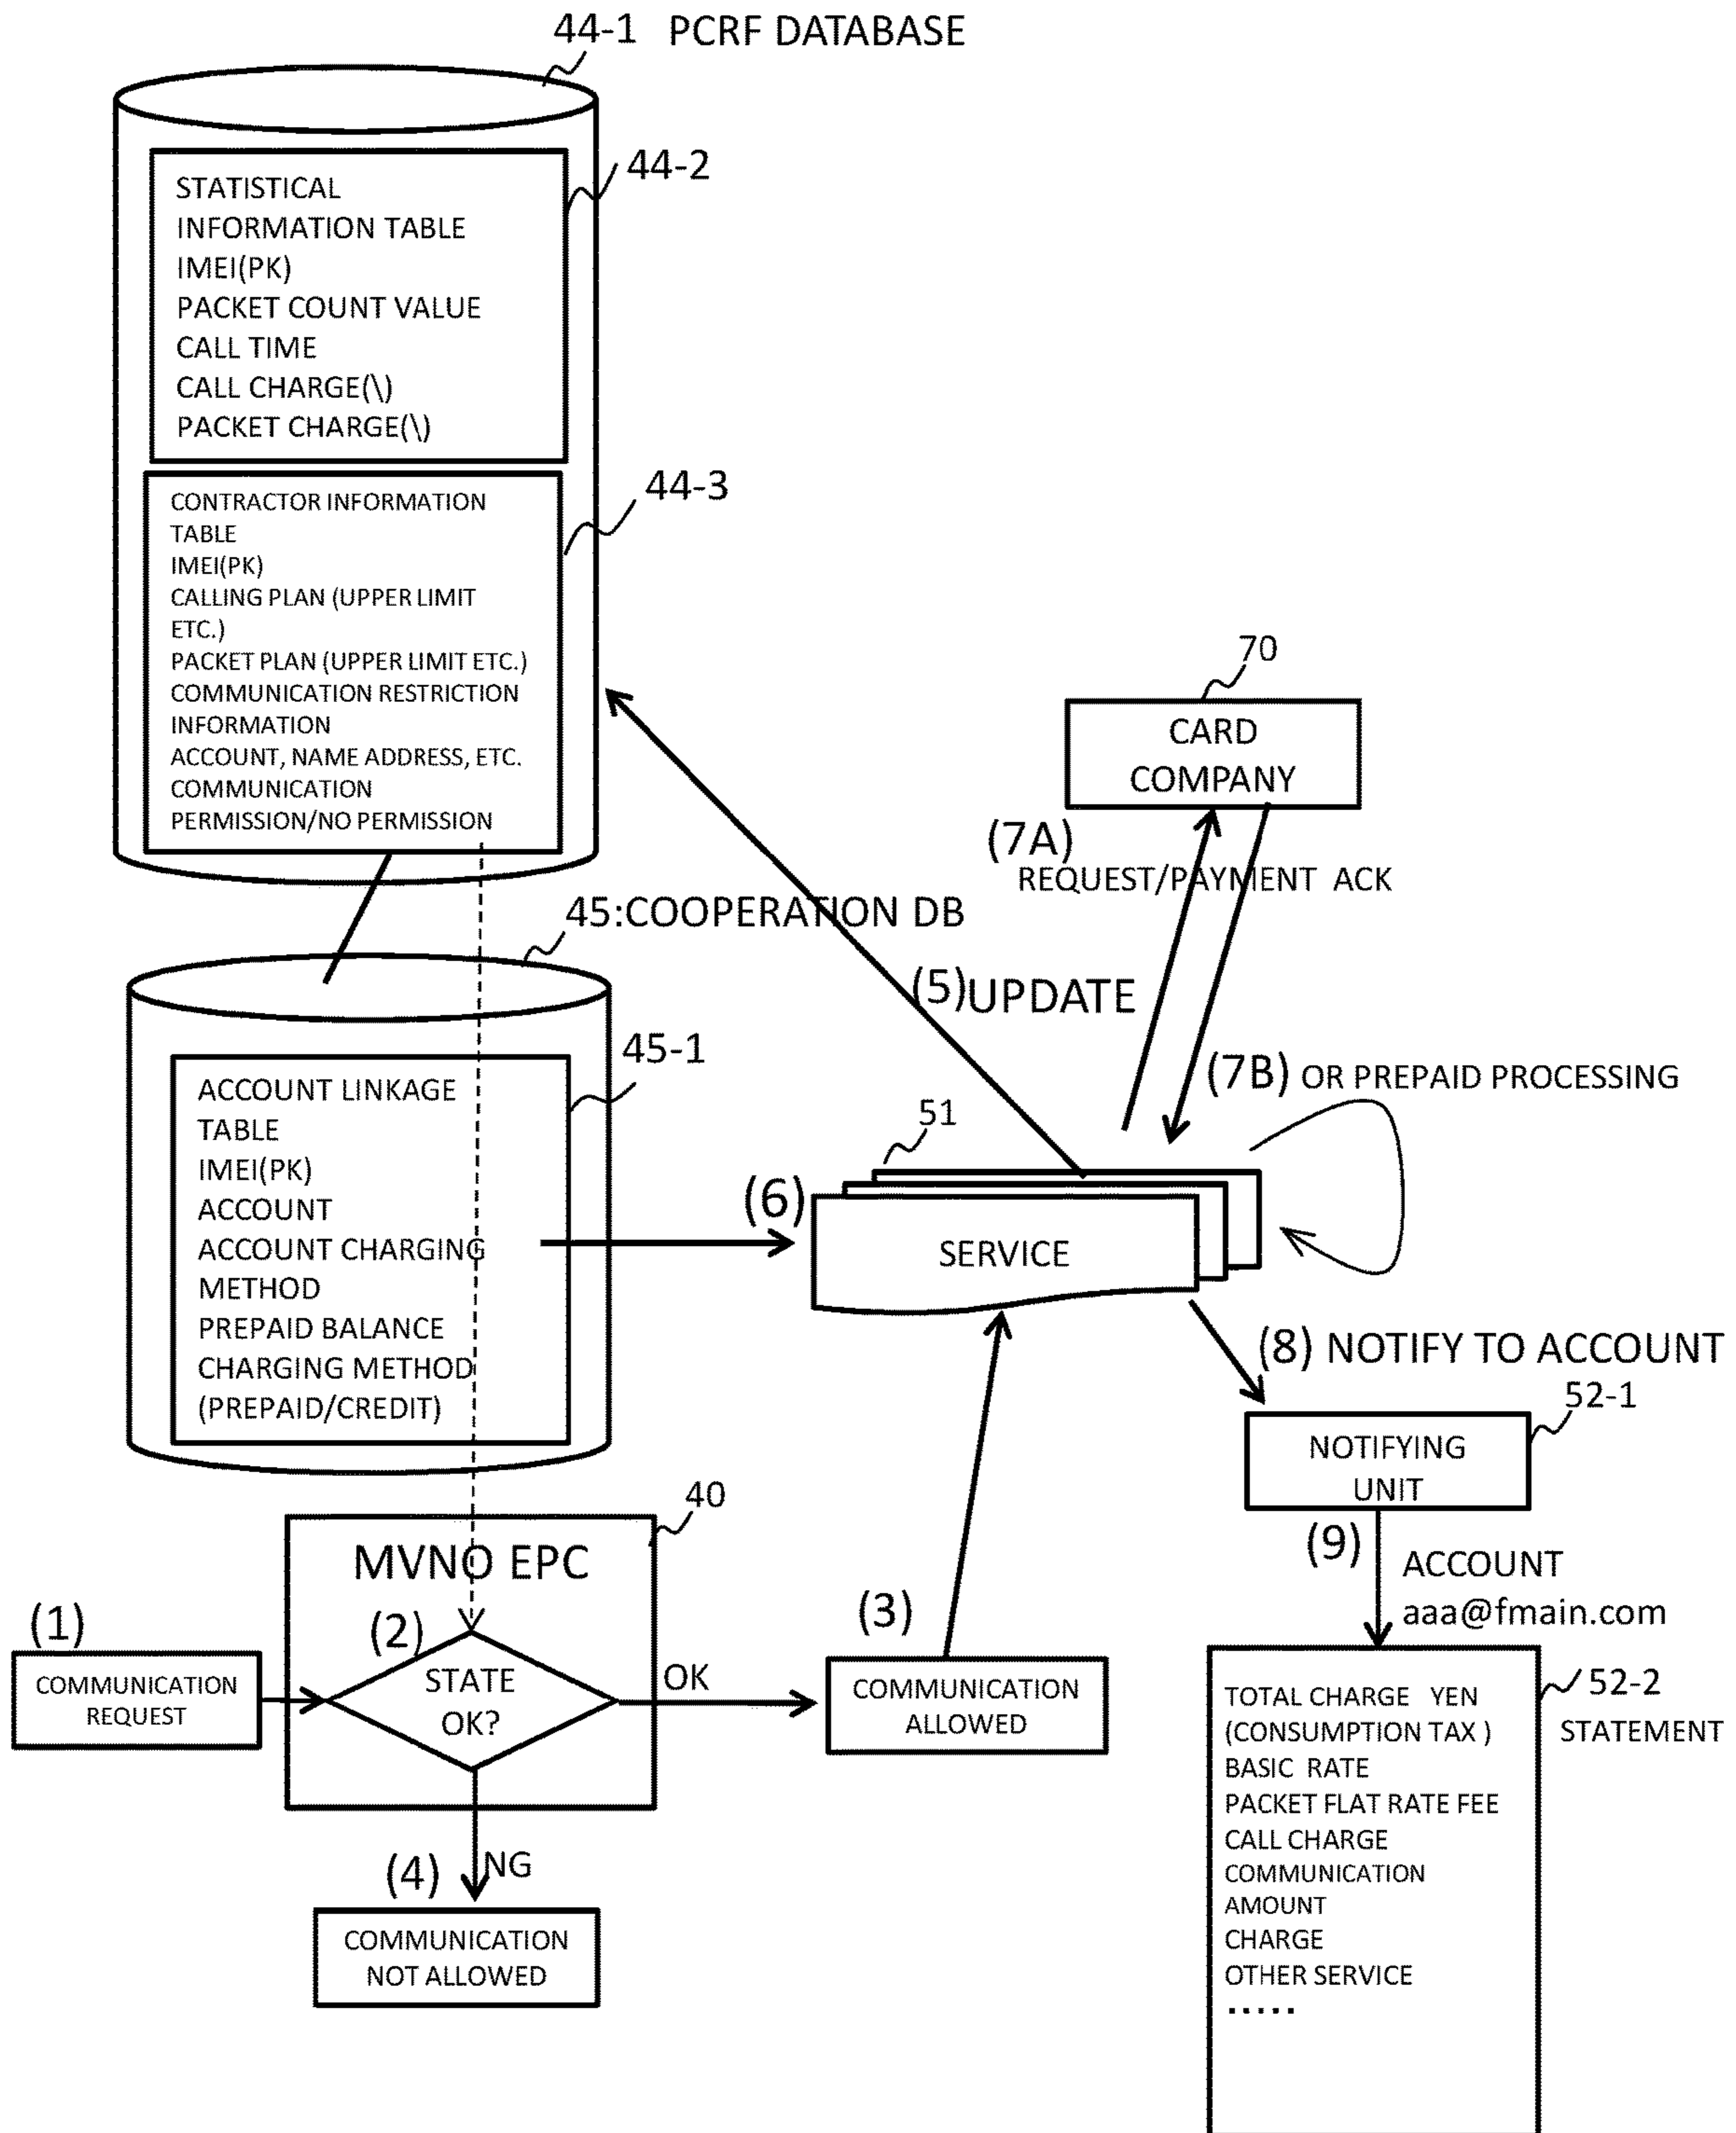 44-1 PCRF DATABASE
44-2
STATISTICAL
INFORMATION TABLE
IMEI(PK)
PACKET COUNT VALUE
CALL TIME
CALL CHARGE(\)
PACKET CHARGE(\)
44-3
CONTRACTOR INFORMATION
TABLE
IMEI(PK)
CALLING PLAN (UPPER LIMIT
ETC.)
PACKET PLAN (UPPER LIMIT ETC.)
COMMUNICATION RESTRICTION
INFORMATION
ACCOUNT, NAME ADDRESS, ETC.
COMMUNICATION
PERMISSION/NO PERMISSION
70
CARD
COMPANY
(7A)
REQUEST/PAYMENT ACK
45:COOPERATION DB
(5)UPDATE
45-1
ACCOUNT LINKAGE
TABLE
IMEI(PK)
ACCOUNT
ACCOUNT CHARGING
METHOD
PREPAID BALANCE
CHARGING METHOD
(PREPAID/CREDIT)
(7B) OR PREPAID PROCESSING
51
(6)
SERVICE
(8) NOTIFY TO ACCOUNT
52-1
NOTIFYING
UNIT
(9)
ACCOUNT
aaa@fmain.com
40
MVNO EPC
(1)
COMMUNICATION
REQUEST
(2)
STATE
OK?
OK
(3)
COMMUNICATION
ALLOWED
(4)
NG
COMMUNICATION
NOT ALLOWED
52-2
STATEMENT
TOTAL CHARGE YEN
(CONSUMPTION TAX )
BASIC RATE
PACKET FLAT RATE FEE
CALL CHARGE
COMMUNICATION
AMOUNT
CHARGE
OTHER SERVICE
.....